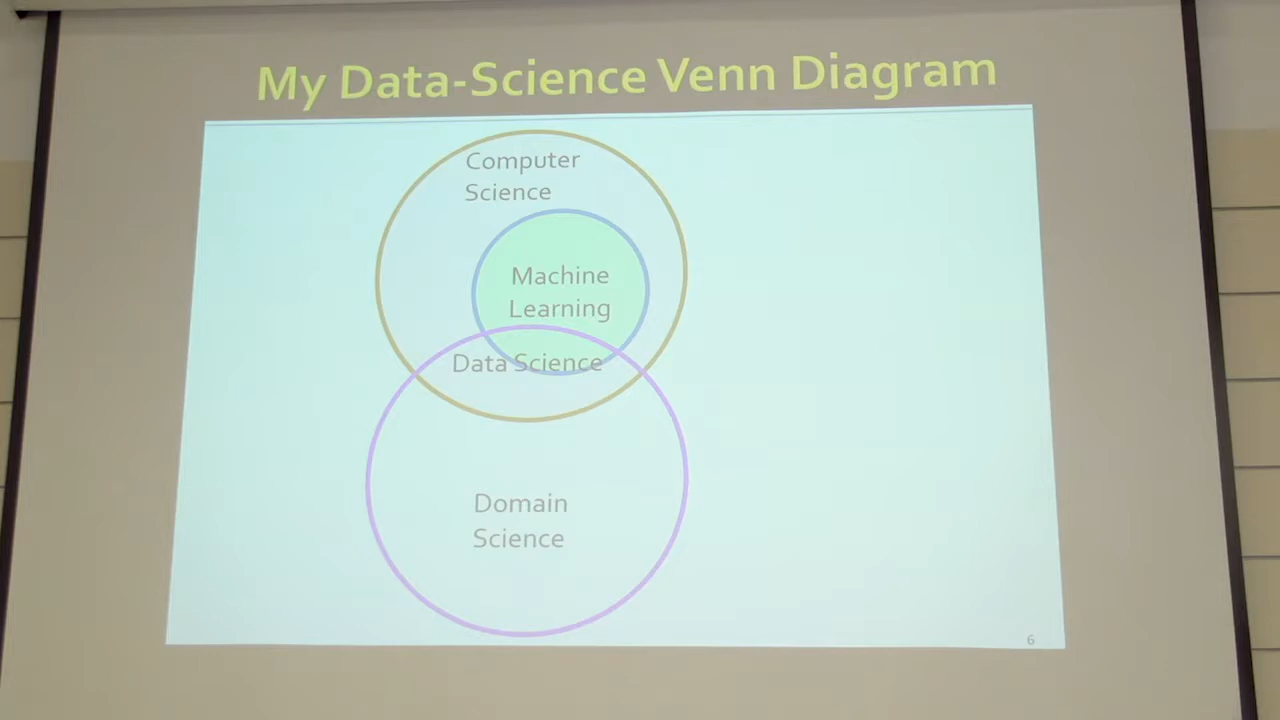 My Data-Science Venn Diagram
Computer
Science
Machine
Learning
Data Science
Domain
Science
6